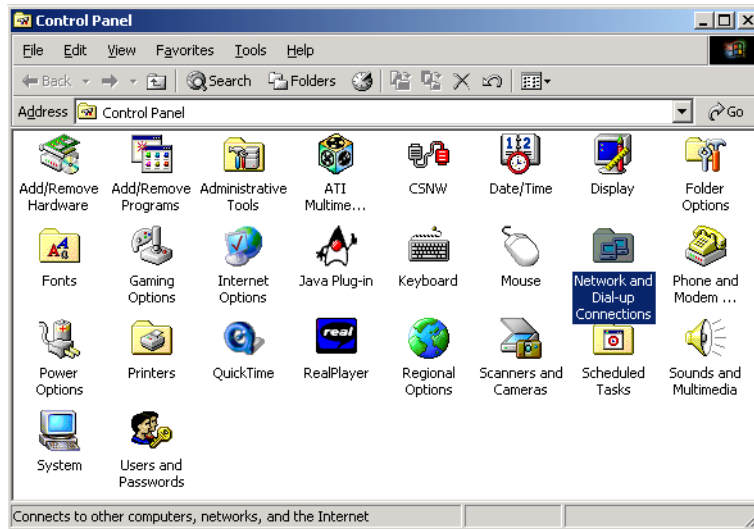 Control Panel
File Edit View Favorites Tools Help
Back Search Folders
Address Control Panel Go
Add/Remove Hardware
Add/Remove Programs
Administrative Tools
ATI Multime...
CSNW
Date/Time
Display
Folder Options
Fonts
Gaming Options
Internet Options
Java Plug-in
Keyboard
Mouse
Network and Dial-up Connections
Phone and Modem ...
Power Options
Printers
QuickTime
real
RealPlayer
Regional Options
Scanners and Cameras
Scheduled Tasks
Sounds and Multimedia
System
Users and Passwords
Connects to other computers, networks, and the Internet